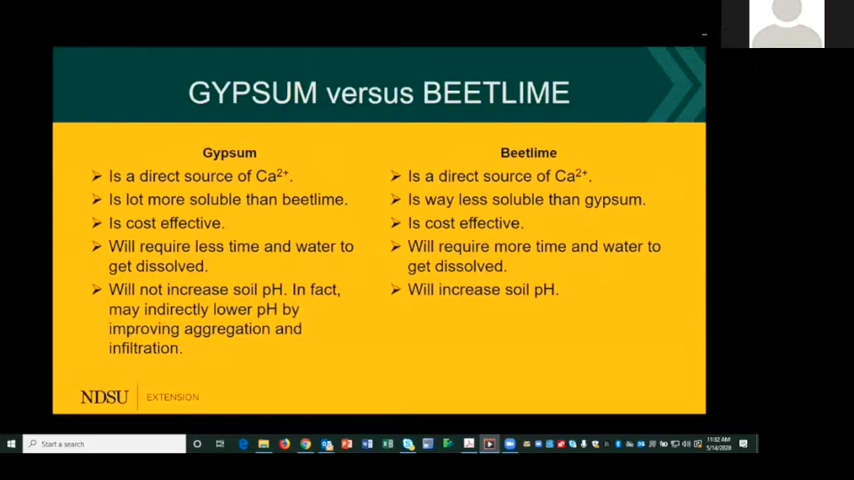 GYPSUM versus BEETLIME
Gypsum
➢ Is a direct source of Ca²⁺.
➢ Is lot more soluble than beetlime.
➢ Is cost effective.
➢ Will require less time and water to
get dissolved.
➢ Will not increase soil pH. In fact,
may indirectly lower pH by
improving aggregation and
infiltration.
Beetlime
➢ Is a direct source of Ca²⁺.
➢ Is way less soluble than gypsum.
➢ Is cost effective.
➢ Will require more time and water to
get dissolved.
➢ Will increase soil pH.
NDSU EXTENSION
Start a search
11:02 AM
5/14/2020